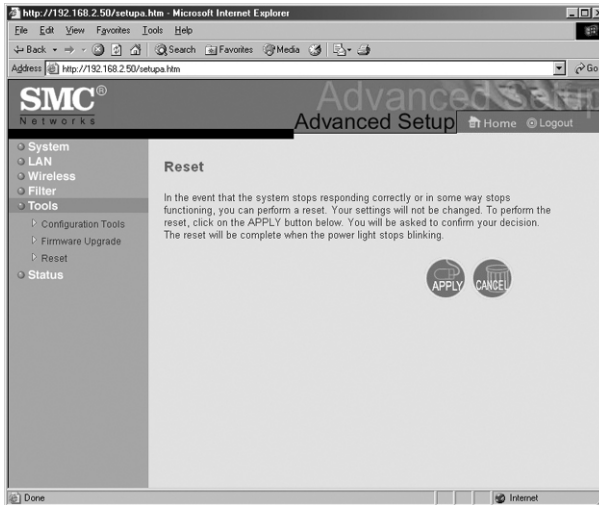 http://192.168.2.50/setupa.htm - Microsoft Internet Explorer
File Edit View Favorites Tools Help
Back Search Favorites Media
Address http://192.168.2.50/setupa.htm Go
SMC®
Networks
Advanced Setup
Advanced Setup Home Logout
System
LAN
Wireless
Filter
Tools
Configuration Tools
Firmware Upgrade
Reset
Status
Reset
In the event that the system stops responding correctly or in some way stops
functioning, you can perform a reset. Your settings will not be changed. To perform the
reset, click on the APPLY button below. You will be asked to confirm your decision.
The reset will be complete when the power light stops blinking.
APPLY CANCEL
Done Internet